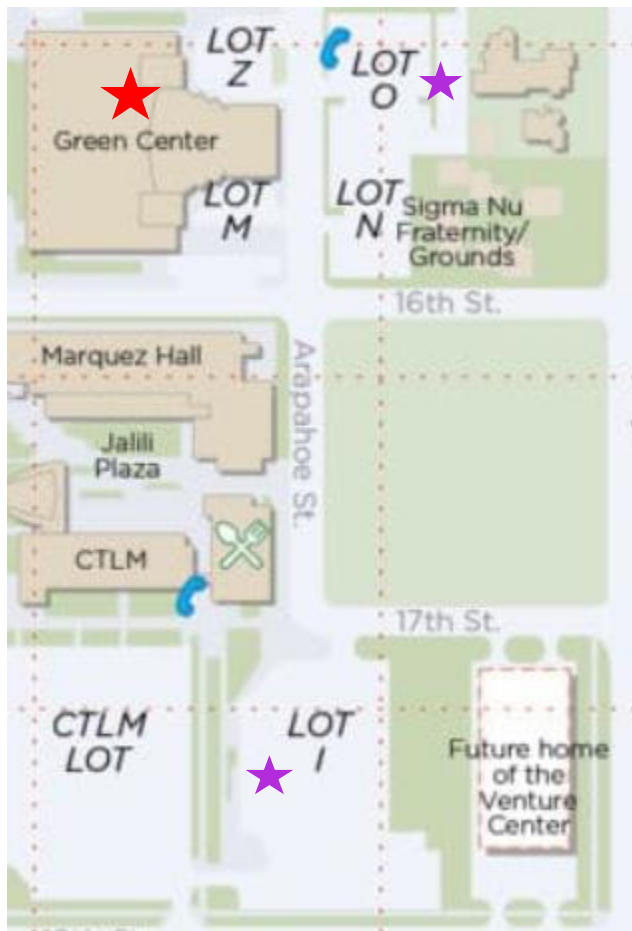 LOT
Z
LOT
O
Green Center
LOT
M
LOT
N
Sigma Nu
Fraternity/
Grounds
16th St.
Marquez Hall
Arapahoe St.
Jalili
Plaza
CTLM
17th St.
CTLM
LOT
LOT
I
Future home
of the
Venture
Center